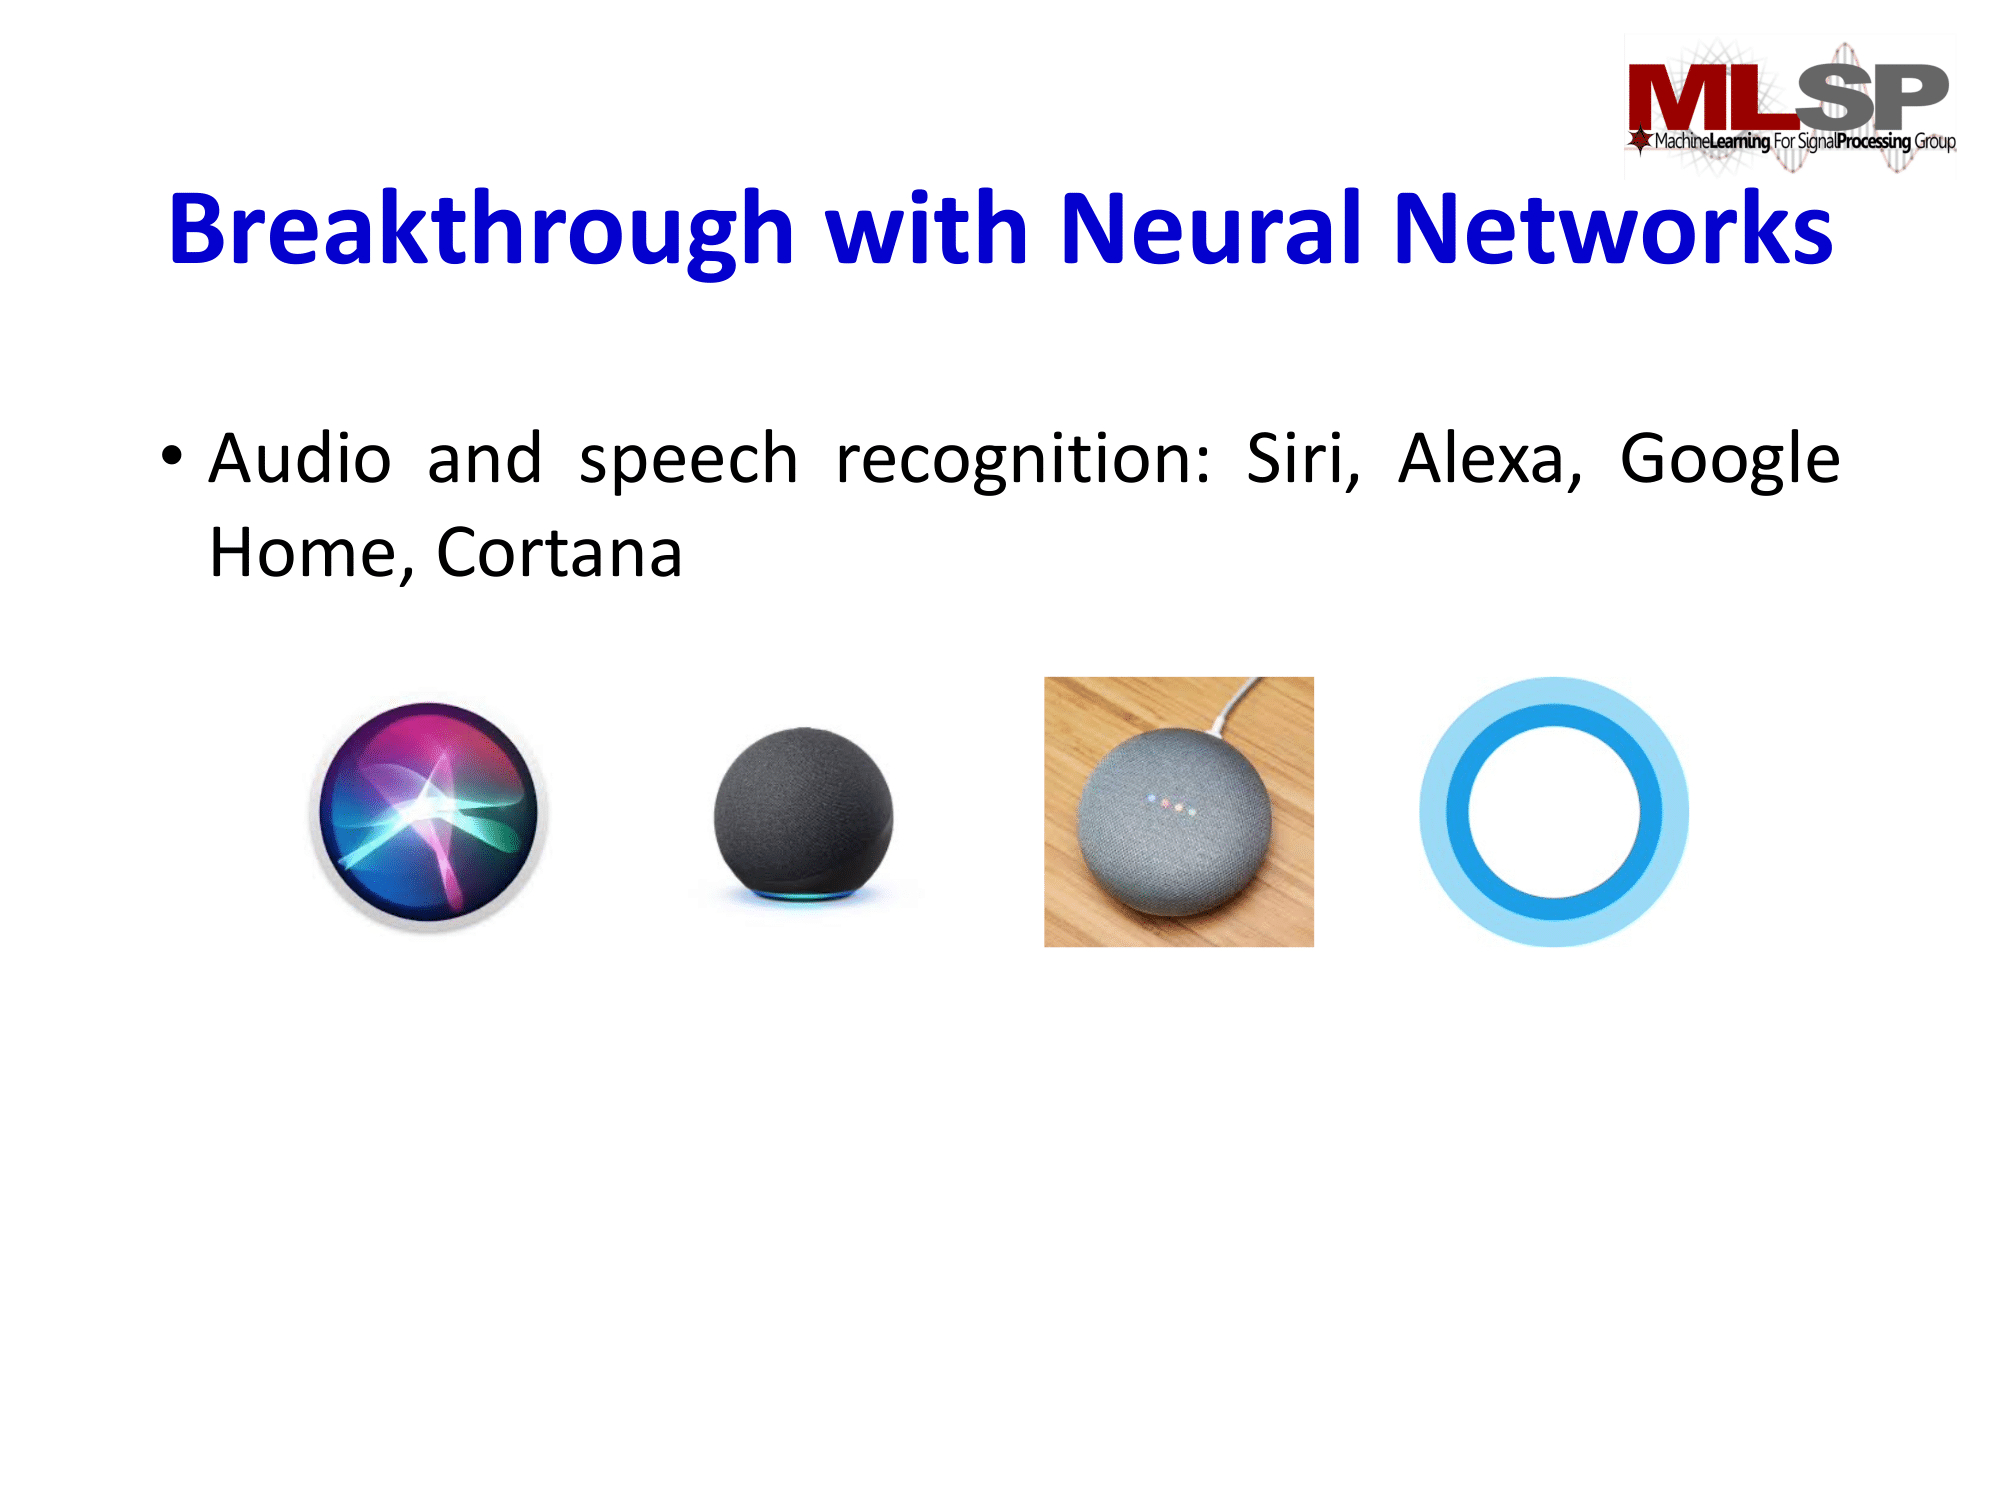 MLSP
MachineLearning For SignalProcessing Group
Breakthrough with Neural Networks
• Audio and speech recognition: Siri, Alexa, Google
Home, Cortana